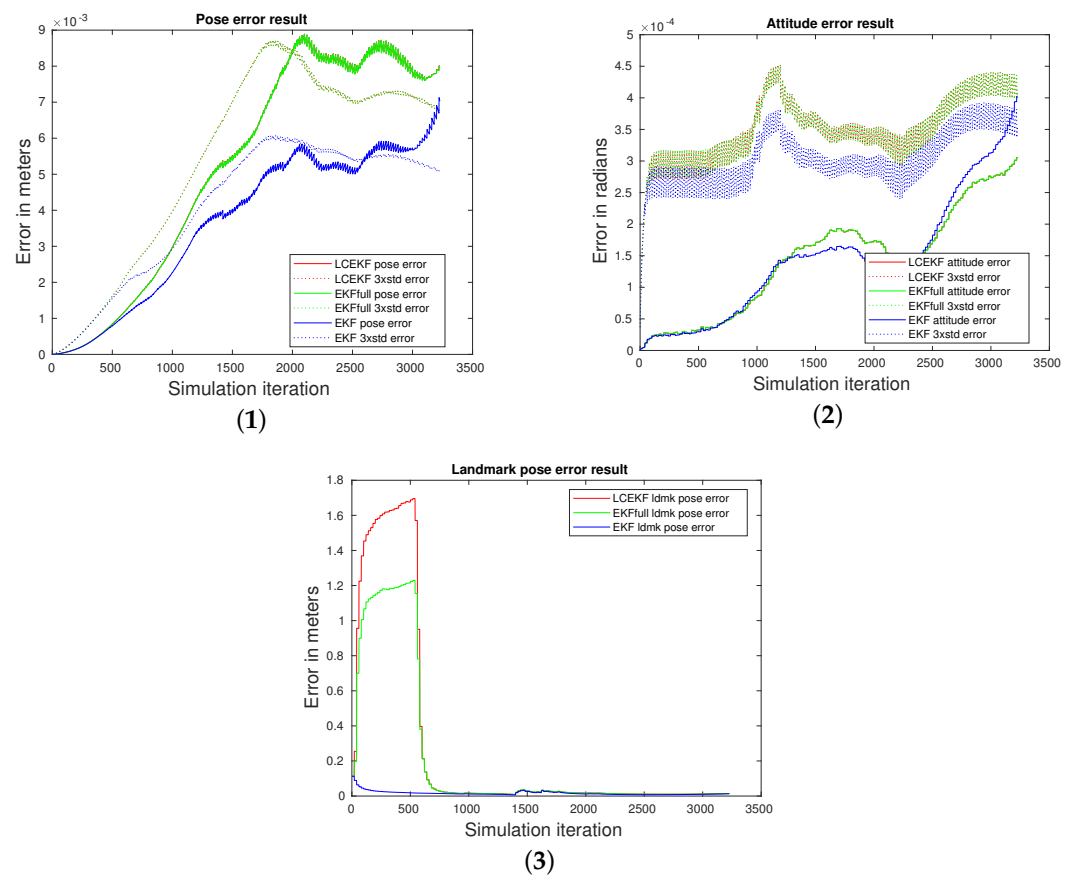 Pose error result
×10⁻³
Error in meters
9
8
7
6
5
4
3
2
1
0
LCEKF pose error
LCEKF 3xstd error
EKFfull pose error
EKFfull 3xstd error
EKF pose error
EKF 3xstd error
0 500 1000 1500 2000 2500 3000 3500
Simulation iteration
(1)
Attitude error result
×10⁻⁴
Error in radians
5
4.5
4
3.5
3
2.5
2
1.5
1
0.5
0
LCEKF attitude error
LCEKF 3xstd error
EKFfull attitude error
EKFfull 3xstd error
EKF attitude error
EKF 3xstd error
0 500 1000 1500 2000 2500 3000 3500
Simulation iteration
(2)
Landmark pose error result
Error in meters
1.8
1.6
1.4
1.2
1
0.8
0.6
0.4
0.2
0
LCEKF ldmk pose error
EKFfull ldmk pose error
EKF ldmk pose error
0 500 1000 1500 2000 2500 3000 3500
Simulation iteration
(3)